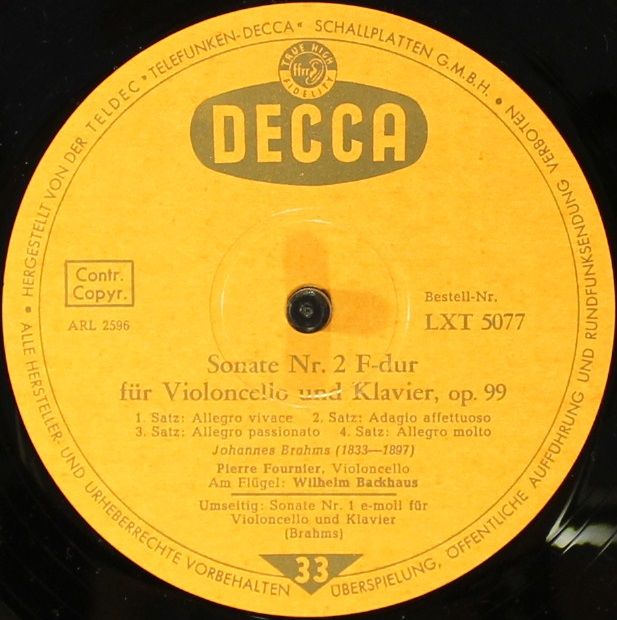 HERGESTELLT VON DER TELDEC »TELEFUNKEN-DECCA« SCHALLPLATTEN G.M.B.H. •
TRUE HIGH
ffrr
FIDELITY
DECCA
Contr.
Copyr.
ARL 2596
Bestell-Nr.
LXT 5077
Sonate Nr. 2 F-dur
für Violoncello und Klavier, op. 99
1. Satz: Allegro vivace 2. Satz: Adagio affettuoso
3. Satz: Allegro passionato 4. Satz: Allegro molto
Johannes Brahms (1833—1897)
Pierre Fournier, Violoncello
Am Flügel: Wilhelm Backhaus
Umseitig: Sonate Nr. 1 e-moll für
Violoncello und Klavier
(Brahms)
33
• ALLE HERSTELLER- UND URHEBERRECHTE VORBEHALTEN ÜBERSPIELUNG, ÖFFENTLICHE AUFFÜHRUNG UND RUNDFUNKSENDUNG VERBOTEN